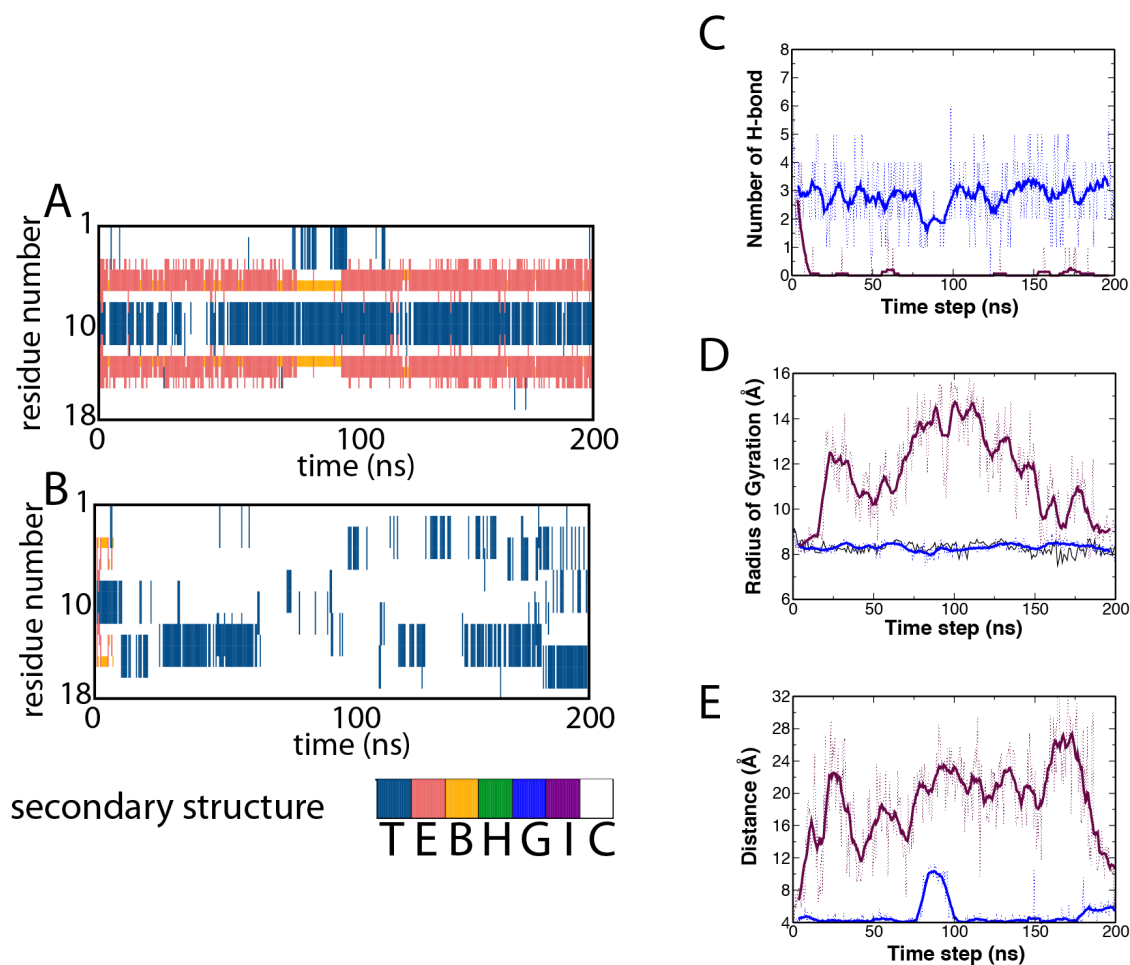 A
residue number
1
10
18
0
100
200
time (ns)
B
residue number
1
10
18
0
100
200
time (ns)
secondary structure
T E B H G I C
C
Number of H-bond
8
7
6
5
4
3
2
1
0
0 50 100 150 200
Time step (ns)
D
Radius of Gyration (Å)
16
14
12
10
8
6
0 50 100 150 200
Time step (ns)
E
Distance (Å)
32
28
24
20
16
12
8
4
0 50 100 150 200
Time step (ns)